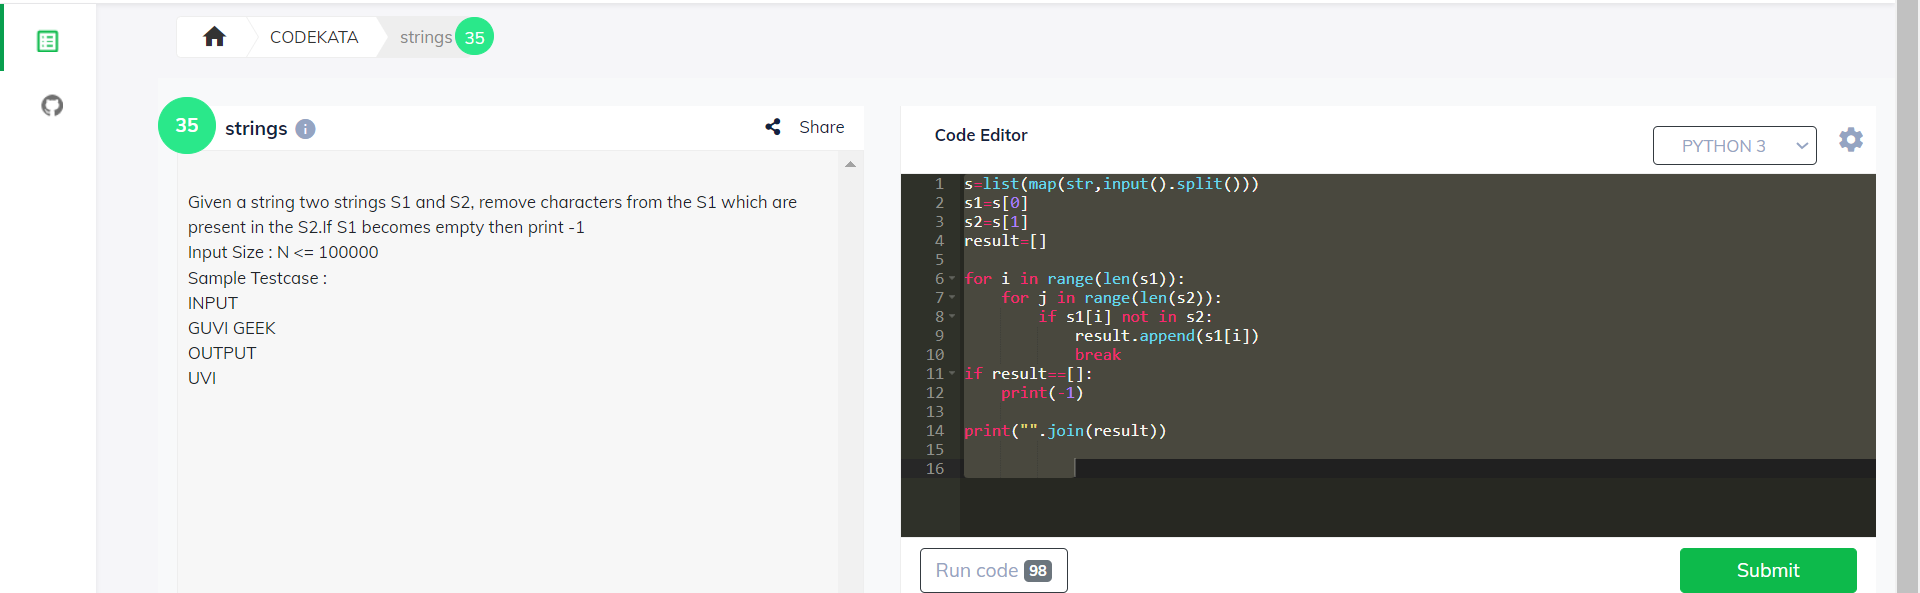 CODEKATA strings 35
35 strings i Share
Given a string two strings S1 and S2, remove characters from the S1 which are
present in the S2.If S1 becomes empty then print -1
Input Size : N <= 100000
Sample Testcase :
INPUT
GUVI GEEK
OUTPUT
UVI
Code Editor
PYTHON 3
1 s=list(map(str,input().split()))
2 s1=s[0]
3 s2=s[1]
4 result=[]
5
6 for i in range(len(s1)):
7     for j in range(len(s2)):
8         if s1[i] not in s2:
9             result.append(s1[i])
10             break
11 if result==[]:
12     print(-1)
13
14 print("".join(result))
15
16
Run code 98
Submit